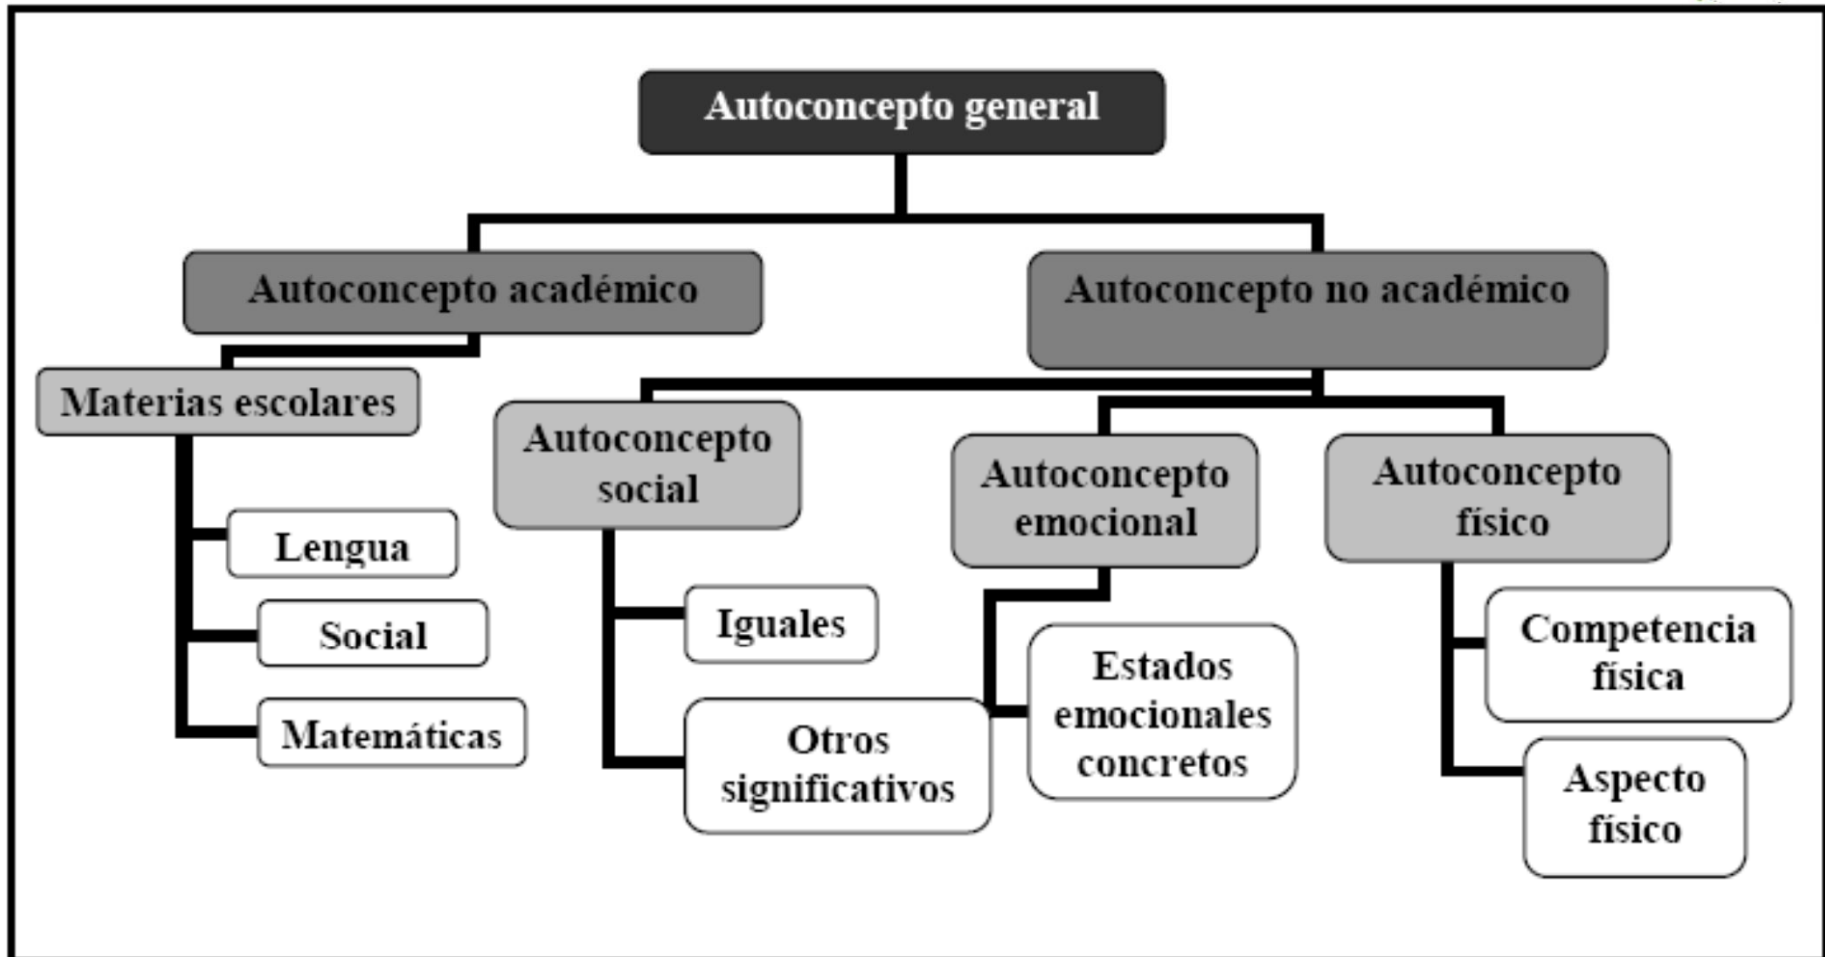 Autoconcepto general
Autoconcepto académico
Autoconcepto no académico
Materias escolares
Autoconcepto
social
Autoconcepto
emocional
Autoconcepto
físico
Lengua
Social
Matemáticas
Iguales
Otros
significativos
Estados
emocionales
concretos
Competencia
física
Aspecto
físico